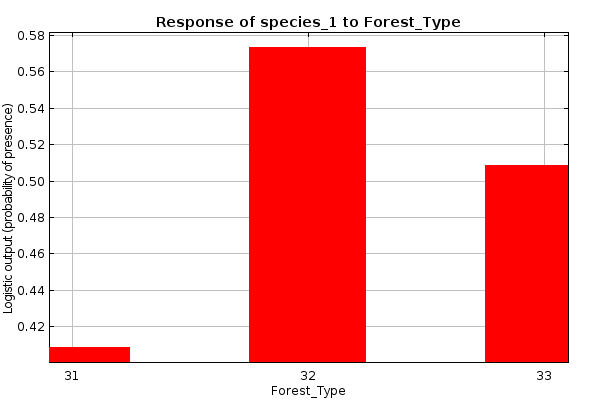 Response of species_1 to Forest_Type
Logistic output (probability of presence)
0.58
0.56
0.54
0.52
0.50
0.48
0.46
0.44
0.42
31 32 33
Forest_Type